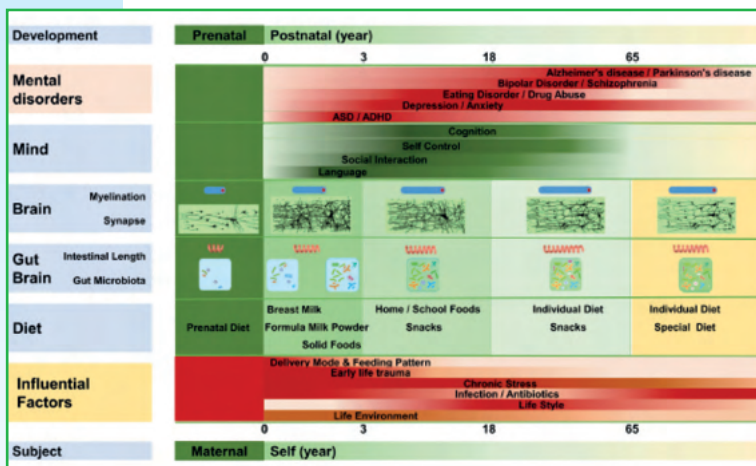 Development Prenatal Postnatal (year)
0 3 18 65
Mental disorders
Alzheimer's disease / Parkinson's disease
Bipolar Disorder / Schizophrenia
Eating Disorder / Drug Abuse
Depression / Anxiety
ASD / ADHD
Mind
Cognition
Self Control
Social Interaction
Language
Brain
Myelination
Synapse
Gut Brain
Intestinal Length
Gut Microbiota
Diet
Prenatal Diet
Breast Milk
Formula Milk Powder
Solid Foods
Home / School Foods
Snacks
Individual Diet
Snacks
Individual Diet
Special Diet
Influential Factors
Delivery Mode & Feeding Pattern
Early life trauma
Chronic Stress
Infection / Antibiotics
Life Style
Life Environment
0 3 18 65
Subject Maternal Self (year)